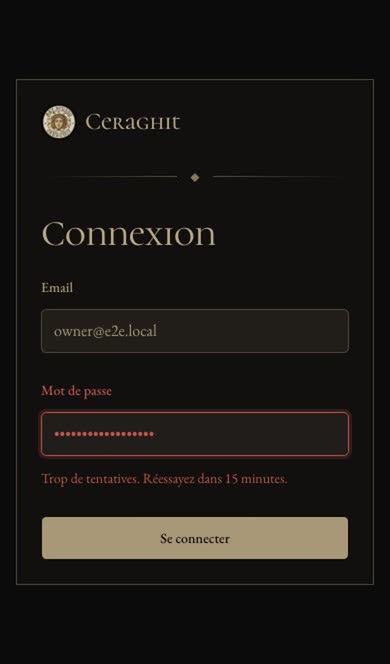 Ceraghit
Connexion
Email
owner@e2e.local
Mot de passe
••••••••••••••••••
Trop de tentatives. Réessayez dans 15 minutes.
Se connecter